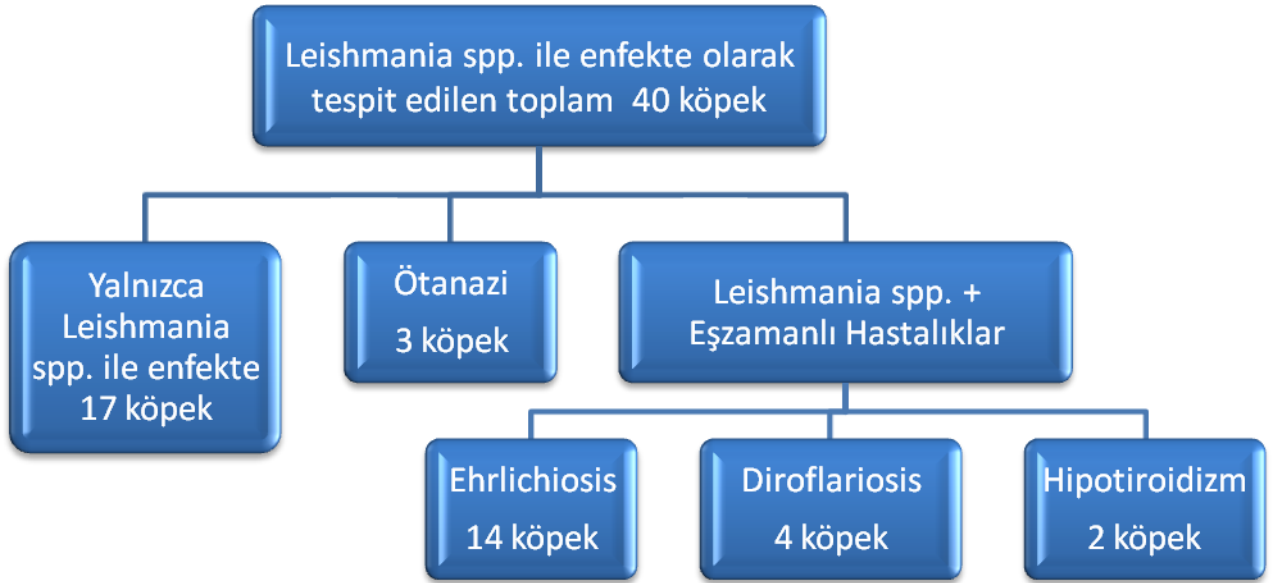 Leishmania spp. ile enfekte olarak
tespit edilen toplam 40 köpek
Yalnızca
Leishmania
spp. ile enfekte
17 köpek
Ötanazi
3 köpek
Leishmania spp. +
Eşzamanlı Hastalıklar
Ehrlichiosis
14 köpek
Diroflariosis
4 köpek
Hipotiroidizm
2 köpek